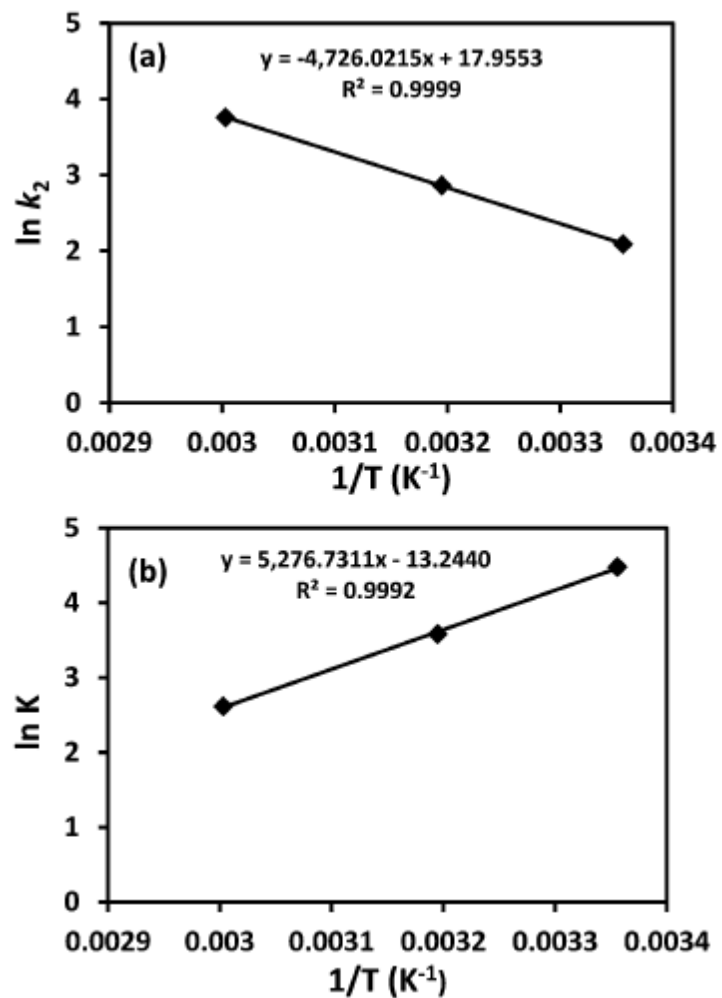 5
(a)
y = -4,726.0215x + 17.9553
R² = 0.9999
4
3
ln k₂
2
1
0
0.0029 0.003 0.0031 0.0032 0.0033 0.0034
1/T (K⁻¹)
5
(b)
y = 5,276.7311x - 13.2440
R² = 0.9992
4
3
ln K
2
1
0
0.0029 0.003 0.0031 0.0032 0.0033 0.0034
1/T (K⁻¹)